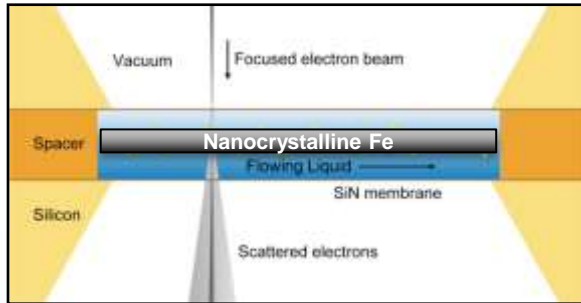 Vacuum
Focused electron beam
Nanocrystalline Fe
Spacer
Flowing Liquid
SiN membrane
Silicon
Scattered electrons